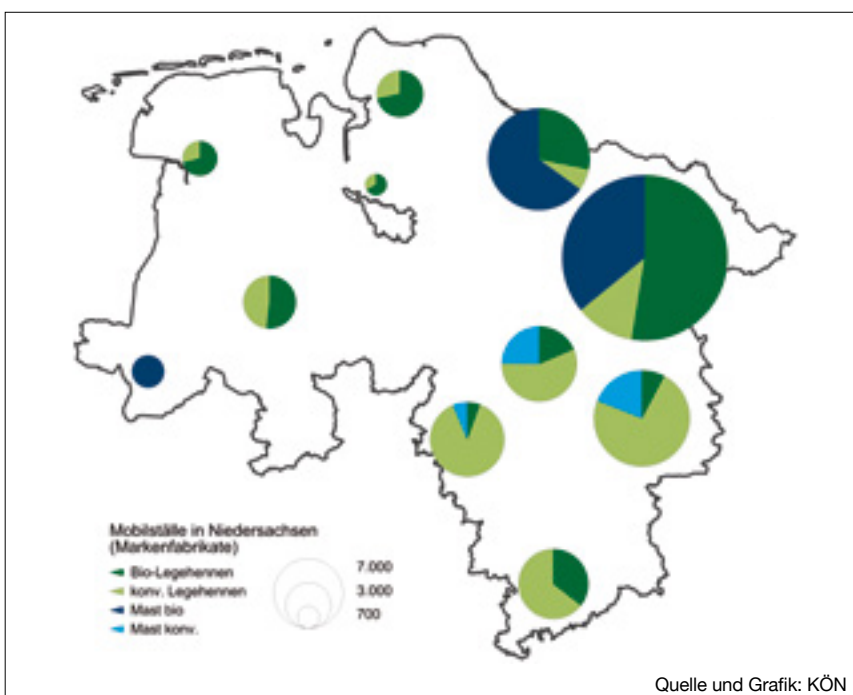 Mobilställe in Niedersachsen
(Markenfabrikate)
Bio-Legehennen
konv. Legehennen
Mast bio
Mast konv.
7.000
3.000
700
Quelle und Grafik: KÖN